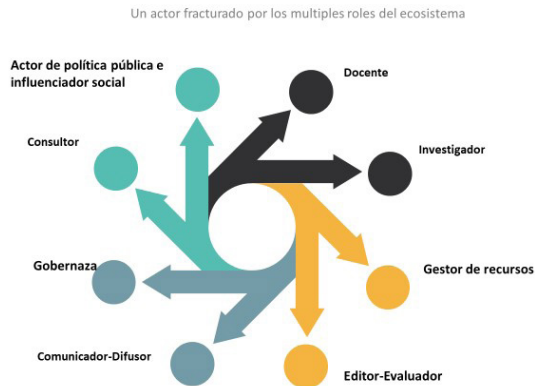 Un actor fracturado por los multiples roles del ecosistema
Actor de política pública e
influenciador social
Docente
Consultor
Investigador
Gobernaza
Gestor de recursos
Comunicador-Difusor
Editor-Evaluador